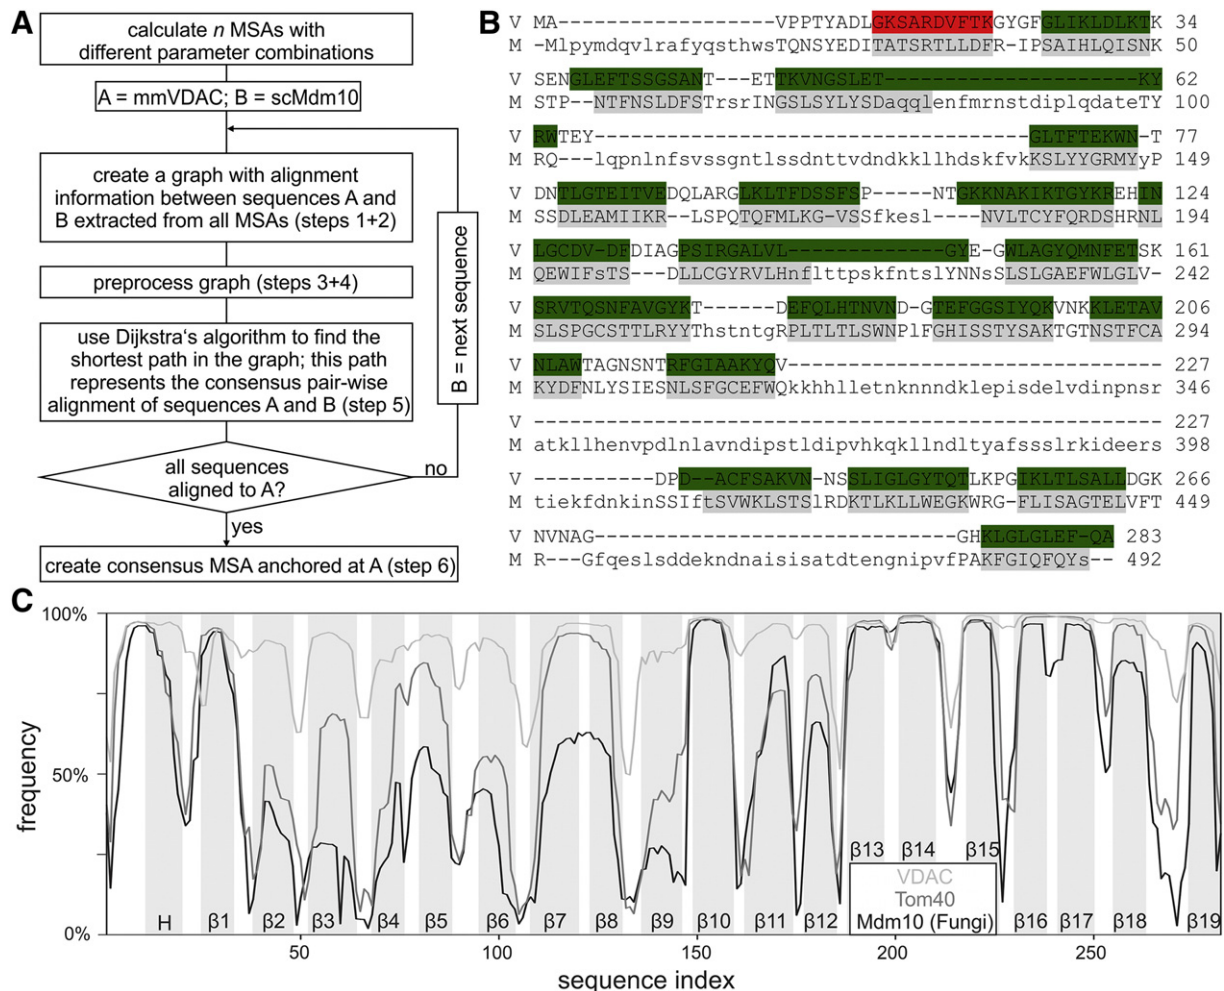 A
calculate n MSAs with
different parameter combinations
A = mmVDAC; B = scMdm10
create a graph with alignment
information between sequences A and
B extracted from all MSAs (steps 1+2)
preprocess graph (steps 3+4)
use Dijkstra‘s algorithm to find the
shortest path in the graph; this path
represents the consensus pair-wise
alignment of sequences A and B (step 5)
B = next sequence
all sequences
aligned to A?
no
yes
create consensus MSA anchored at A (step 6)
B
V MA------------------VPPTYADLGKSARDVFTKGYGFGLIKLDLKTK 34
M -MlpymdqvlrafyqsthwsTQNSYEDITATSRTLLDFR-IPSAIHLQISNK 50
V SENGLEFTSSGSANT---ETTKVNGSLET---------------------KY 62
M STP--NTFNSLDFSTrsrINGSLSYLYSDaqqlenfmrnstdiplqdateTY 100
V RWTEY------------------------------------GLTFTEKWN-T 77
M RQ---lqpnlnfsvssgntlssdnttvdndkkllhdskfvkKSLYYGRMYyP 149
V DNTLGTEITVEDQLARGLKLTFDSSFSP-----NTGKKNAKIKTGYKREHIN 124
M SSDLEAMIIKR--LSPQTQFMLKG-VSSfkesl----NVLTCYFQRDSHRNL 194
V LGCDV-DFDIAGPSIRGALVL---------------GYE-GWLAGYQMNFETSK 161
M QEWIFsTS---DLLCGYRVLHnflttpskfntslYNNsSLSLGAEFWLGLV- 242
V SRVTQSNFAVGYKT-------DEFQLHTNVND-GTEFGGSIYQKVNKKLETAV 206
M SLSPGCSTTLRYYThstntgRPLTLTLSWNPlFGHISSTYSAKTGTNSTFCA 294
V NLAWTAGNSNTRFGIAAKYQV------------------------------- 227
M KYDFNLYSIESNLSFGCEFWQkkhhlletnknnndklepisdelvdinpnsr 346
V ---------------------------------------------------- 227
M atkllhenvpdlnlavndipstldipvhkqkllndltyafssslrkideers 398
V ----------DPD--ACFSAKVN-NSSLIGLGYTQTLKPGIKLTLSALLDGK 266
M tiekfdnkinSSIftSVWKLSTSlRDKTLKLLWEGKWRG-FLISAGTELVFT 449
V NVNAG------------------------------GHKLGLGLEF-QA 283
M R---Gfqeslsddekndnaisisatdtengnipvf PAKFGIQFQYs-- 492
C
100%
50%
0%
frequency
H β1 β2 β3 β4 β5 β6 β7 β8 β9 β10 β11 β12 β13 β14 β15 β16 β17 β18 β19
VDAC
Tom40
Mdm10 (Fungi)
50 100 150 200 250
sequence index